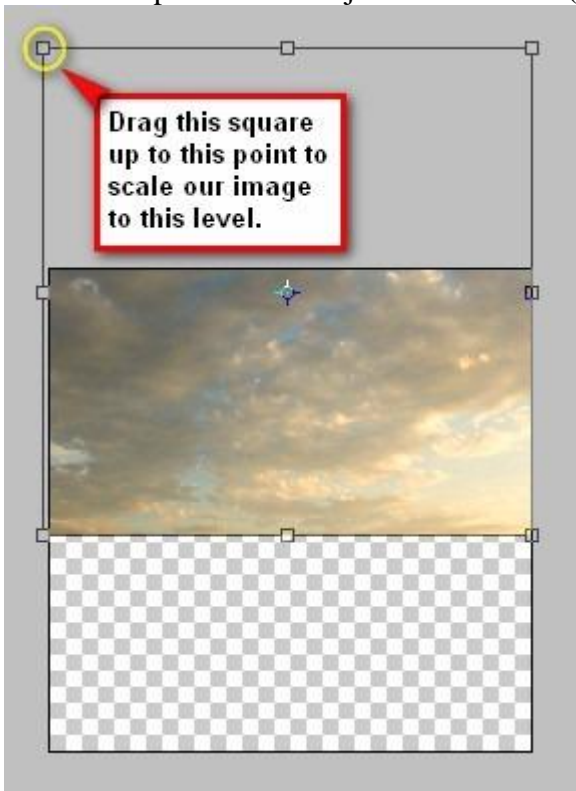 Drag this square
up to this point to
scale our image
to this level.